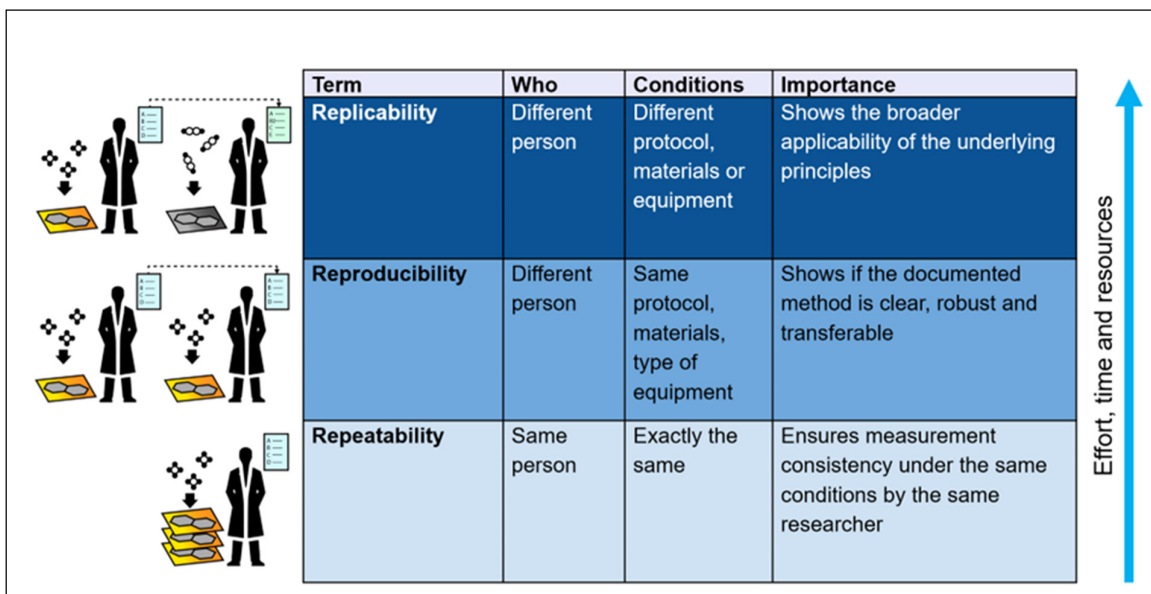 Term Who Conditions Importance
Replicability
Different
person
Different
protocol,
materials or
equipment
Shows the broader
applicability of the underlying
principles
Reproducibility
Different
person
Same
protocol,
materials,
type of
equipment
Shows if the documented
method is clear, robust and
transferable
Repeatability
Same
person
Exactly the
same
Ensures measurement
consistency under the same
conditions by the same
researcher
Effort, time and resources